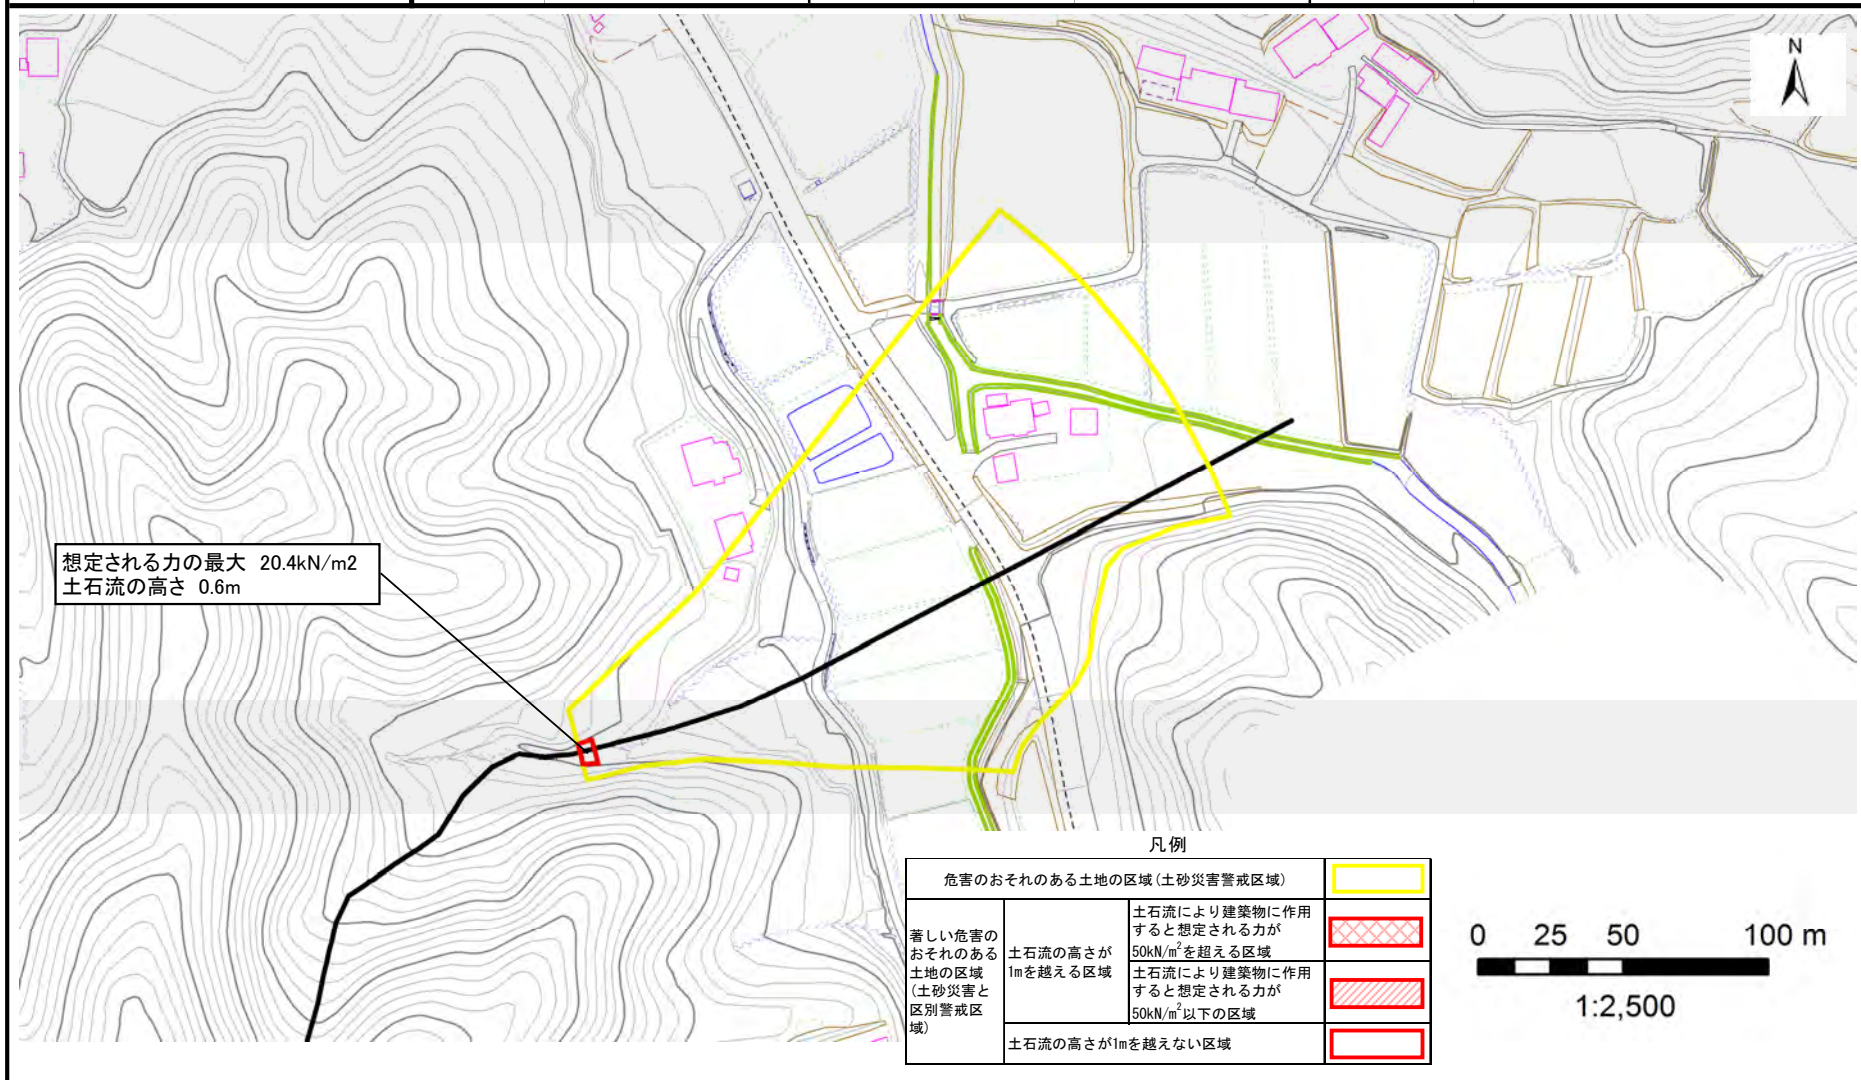 N
想定される力の最大 20.4kN/m2
土石流の高さ 0.6m
凡例
危害のおそれのある土地の区域(土砂災害警戒区域)
著しい危害の
おそれのある
土地の区域
(土砂災害と
区別警戒区
域)
土石流の高さが
1mを越える区域
土石流により建築物に作用
すると想定される力が
50kN/m²を超える区域
土石流により建築物に作用
すると想定される力が
50kN/m²以下の区域
土石流の高さが1mを越えない区域
0 25 50 100 m
1:2,500